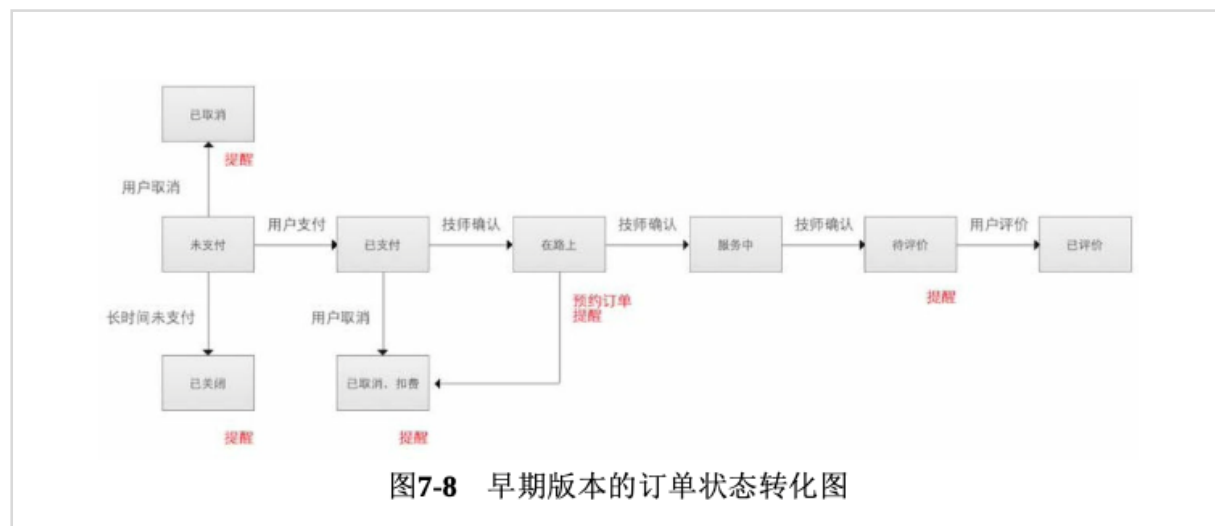 已取消
提醒
用户取消
用户支付
技师确认
技师确认
技师确认
用户评价
未支付
已支付
在路上
服务中
待评价
已评价
预约订单
提醒
提醒
长时间未支付
用户取消
已关闭
已取消、扣费
提醒
提醒
图7-8 早期版本的订单状态转化图